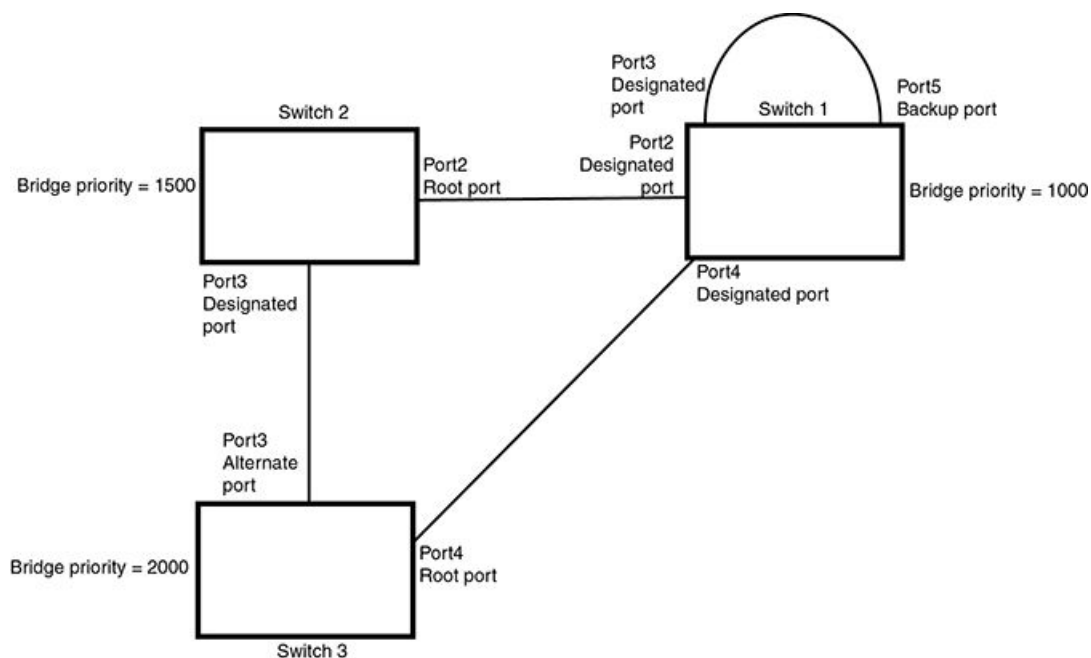 Port3
Designated
port
Port5
Backup port
Switch 1
Switch 2
Port2
Designated
port
Port2
Root port
Bridge priority = 1500
Bridge priority = 1000
Port3
Designated
port
Port4
Designated port
Port3
Alternate
port
Port4
Root port
Bridge priority = 2000
Switch 3